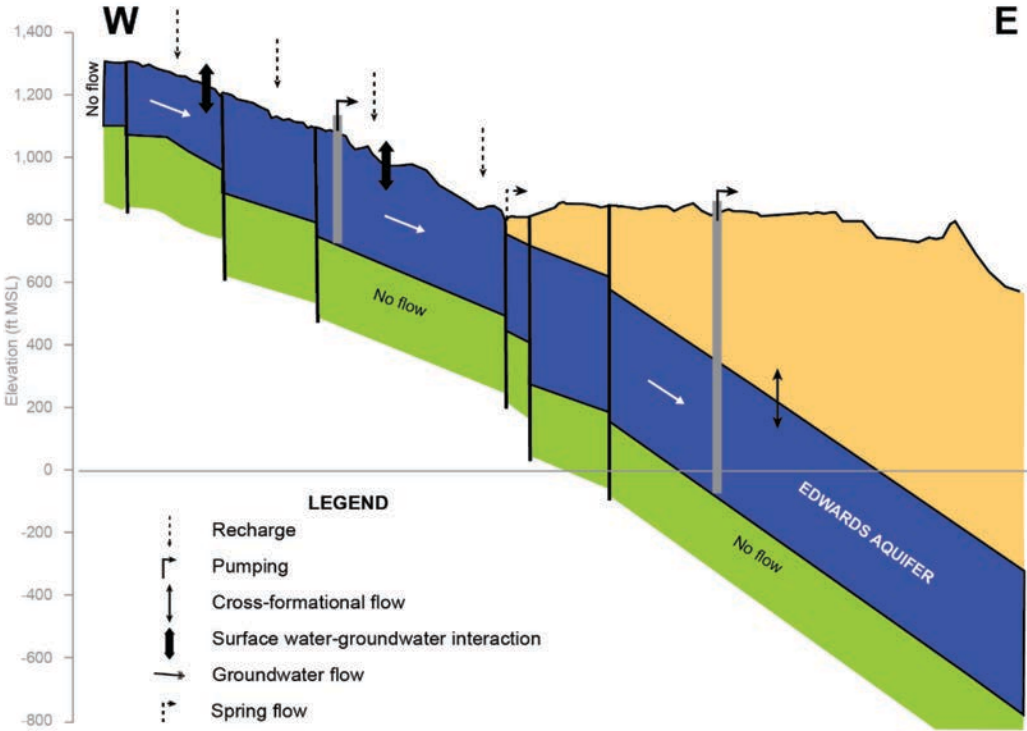 W
E
1,400
1,200
1,000
800
600
400
200
0
-200
-400
-600
-800
Elevation (ft MSL)
No flow
No flow
No flow
EDWARDS AQUIFER
LEGEND
Recharge
Pumping
Cross-formational flow
Surface water-groundwater interaction
Groundwater flow
Spring flow